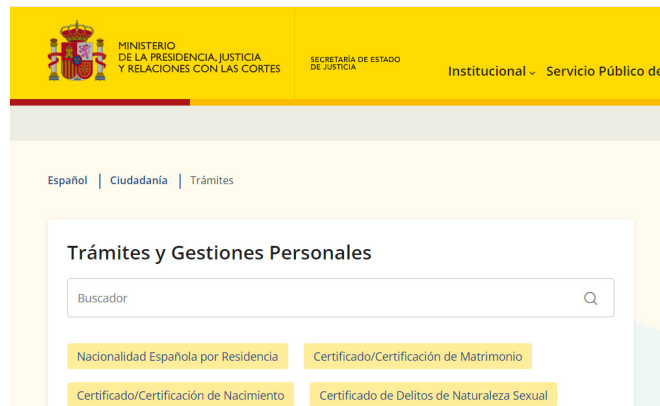 MINISTERIO
DE LA PRESIDENCIA, JUSTICIA
Y RELACIONES CON LAS CORTES
SECRETARÍA DE ESTADO
DE JUSTICIA
Institucional Servicio Público de
Español | Ciudadanía | Trámites
Trámites y Gestiones Personales
Buscador
Nacionalidad Española por Residencia Certificado/Certificación de Matrimonio
Certificado/Certificación de Nacimiento Certificado de Delitos de Naturaleza Sexual